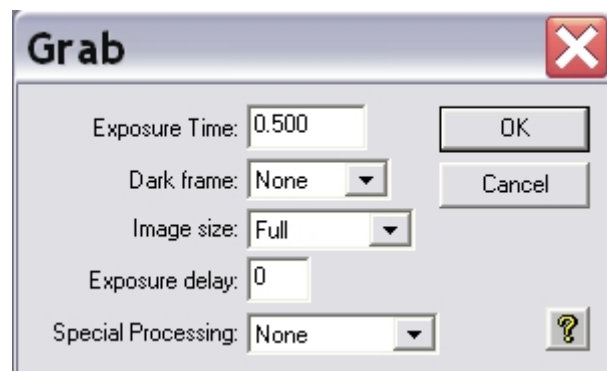 Grab
Exposure Time: 0.500
OK
Dark frame: None
Cancel
Image size: Full
Exposure delay: 0
Special Processing: None
?